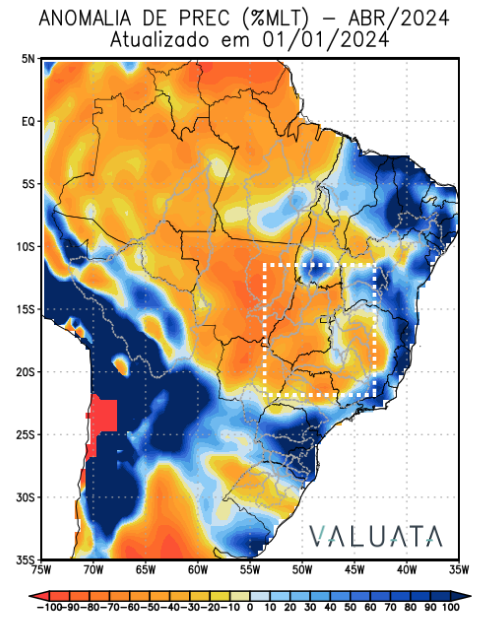 ANOMALIA DE PREC (%MLT) – ABR/2024
Atualizado em 01/01/2024
5N
EQ
5S
10S
15S
20S
25S
30S
35S
VALUATA
75W 70W 65W 60W 55W 50W 45W 40W 35W
-100 -90 -80 -70 -60 -50 -40 -30 -20 -10 0 10 20 30 40 50 60 70 80 90 100